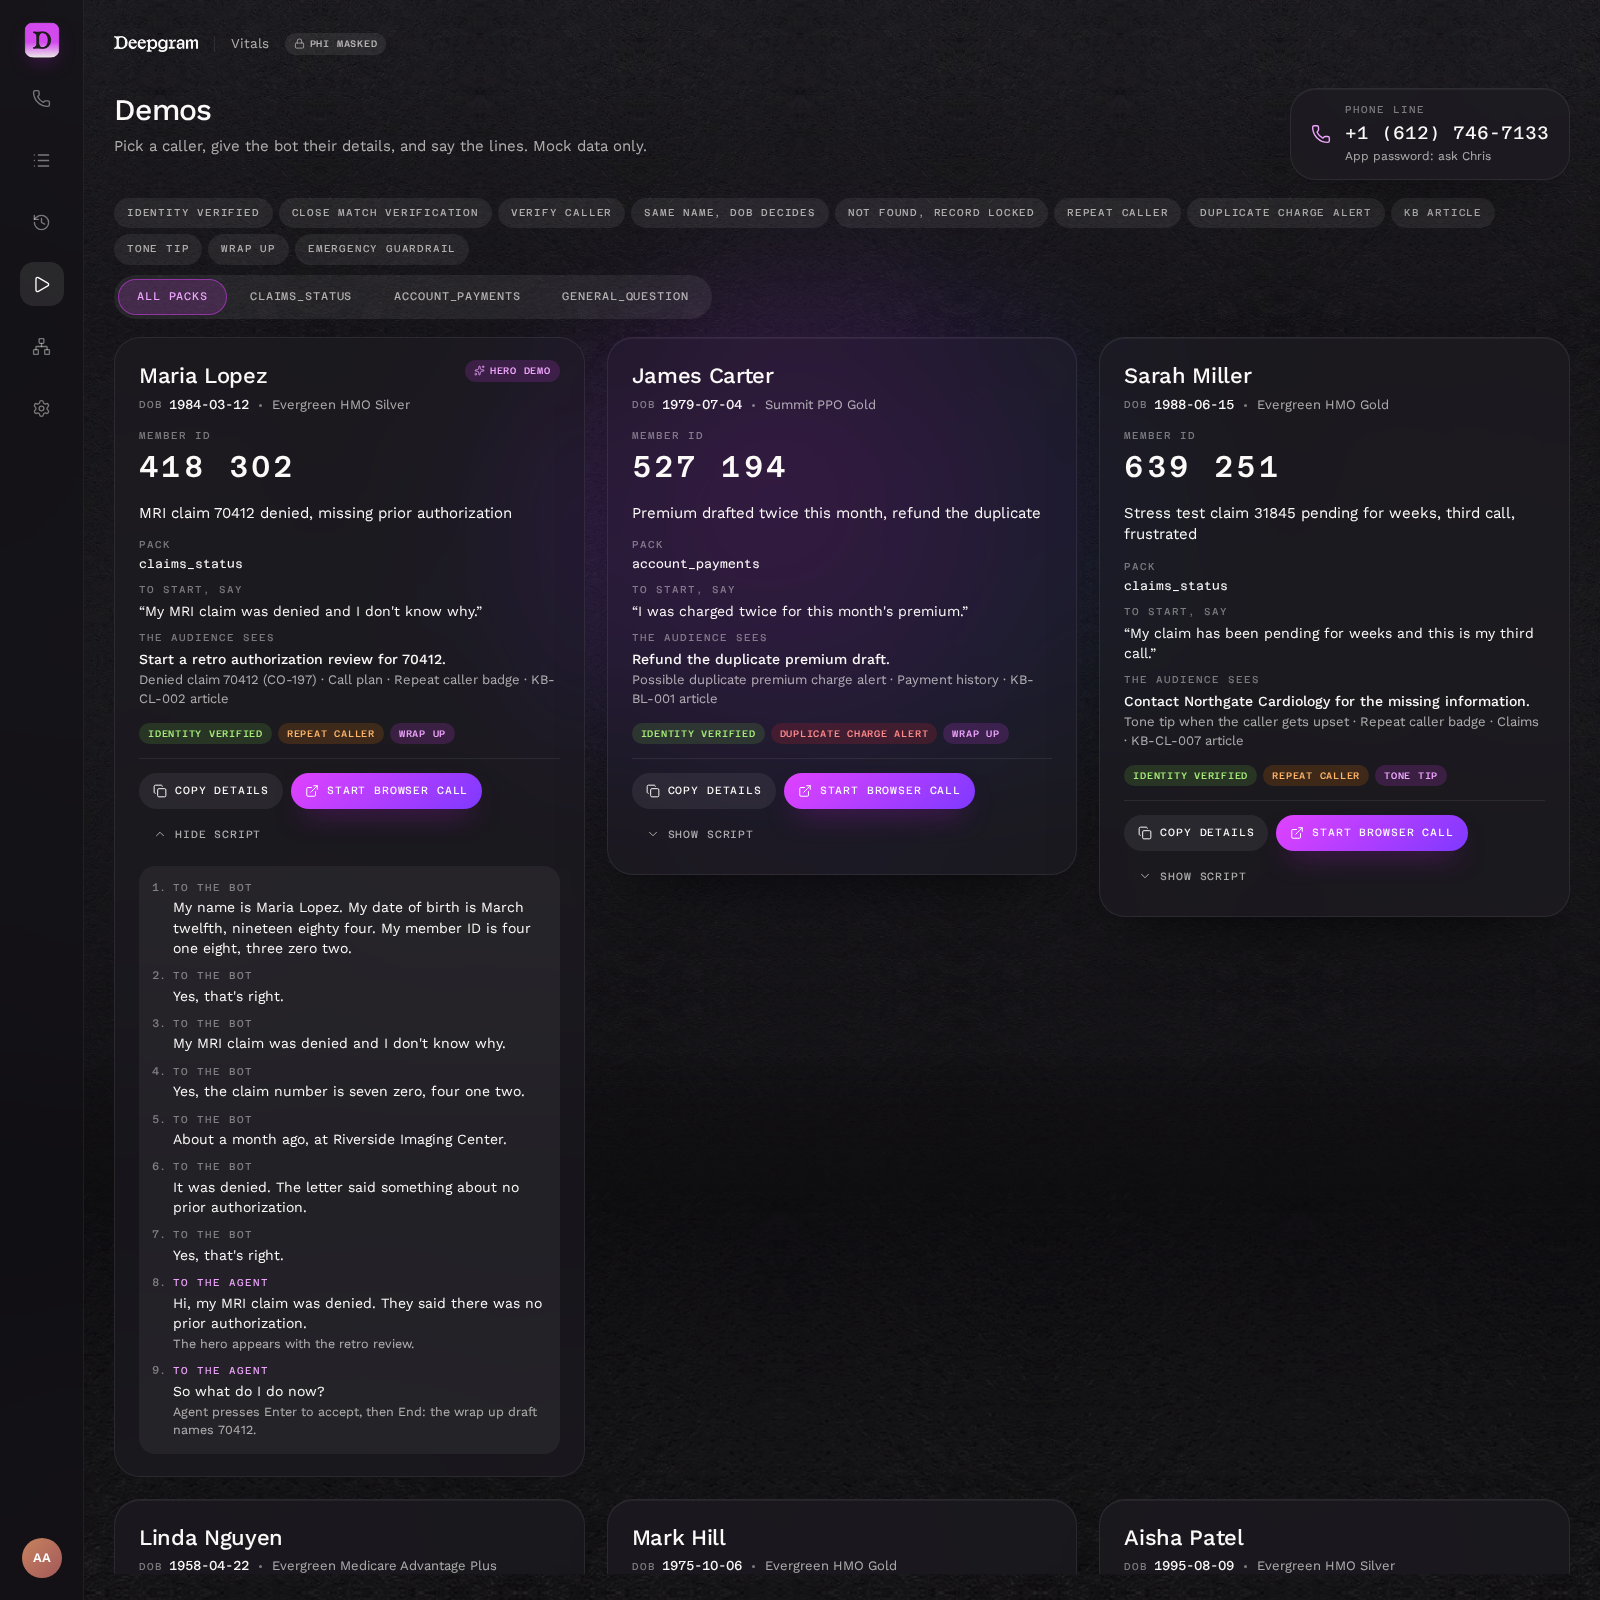 D
Deepgram
Vitals
PHI MASKED
Demos
Pick a caller, give the bot their details, and say the lines. Mock data only.
PHONE LINE
+1 (612) 746-7133
App password: ask Chris
IDENTITY VERIFIED
CLOSE MATCH VERIFICATION
VERIFY CALLER
SAME NAME, DOB DECIDES
NOT FOUND, RECORD LOCKED
REPEAT CALLER
DUPLICATE CHARGE ALERT
KB ARTICLE
TONE TIP
WRAP UP
EMERGENCY GUARDRAIL
ALL PACKS
CLAIMS_STATUS
ACCOUNT_PAYMENTS
GENERAL_QUESTION
Maria Lopez
HERO DEMO
DOB 1984-03-12 • Evergreen HMO Silver
MEMBER ID
418 302
MRI claim 70412 denied, missing prior authorization
PACK
claims_status
TO START, SAY
“My MRI claim was denied and I don't know why.”
THE AUDIENCE SEES
Start a retro authorization review for 70412.
Denied claim 70412 (CO-197) · Call plan · Repeat caller badge · KB-
CL-002 article
IDENTITY VERIFIED
REPEAT CALLER
WRAP UP
COPY DETAILS
START BROWSER CALL
HIDE SCRIPT
1. TO THE BOT
My name is Maria Lopez. My date of birth is March
twelfth, nineteen eighty four. My member ID is four
one eight, three zero two.
2. TO THE BOT
Yes, that's right.
3. TO THE BOT
My MRI claim was denied and I don't know why.
4. TO THE BOT
Yes, the claim number is seven zero, four one two.
5. TO THE BOT
About a month ago, at Riverside Imaging Center.
6. TO THE BOT
It was denied. The letter said something about no
prior authorization.
7. TO THE BOT
Yes, that's right.
8. TO THE AGENT
Hi, my MRI claim was denied. They said there was no
prior authorization.
The hero appears with the retro review.
9. TO THE AGENT
So what do I do now?
Agent presses Enter to accept, then End: the wrap up draft
names 70412.
James Carter
DOB 1979-07-04 • Summit PPO Gold
MEMBER ID
527 194
Premium drafted twice this month, refund the duplicate
PACK
account_payments
TO START, SAY
“I was charged twice for this month's premium.”
THE AUDIENCE SEES
Refund the duplicate premium draft.
Possible duplicate premium charge alert · Payment history · KB-
BL-001 article
IDENTITY VERIFIED
DUPLICATE CHARGE ALERT
WRAP UP
COPY DETAILS
START BROWSER CALL
SHOW SCRIPT
Sarah Miller
DOB 1988-06-15 • Evergreen HMO Gold
MEMBER ID
639 251
Stress test claim 31845 pending for weeks, third call,
frustrated
PACK
claims_status
TO START, SAY
“My claim has been pending for weeks and this is my third
call.”
THE AUDIENCE SEES
Contact Northgate Cardiology for the missing information.
Tone tip when the caller gets upset · Repeat caller badge · Claims
· KB-CL-007 article
IDENTITY VERIFIED
REPEAT CALLER
TONE TIP
COPY DETAILS
START BROWSER CALL
SHOW SCRIPT
Linda Nguyen
DOB 1958-04-22 • Evergreen Medicare Advantage Plus
Mark Hill
DOB 1975-10-06 • Evergreen HMO Gold
Aisha Patel
DOB 1995-08-09 • Evergreen HMO Silver
AA